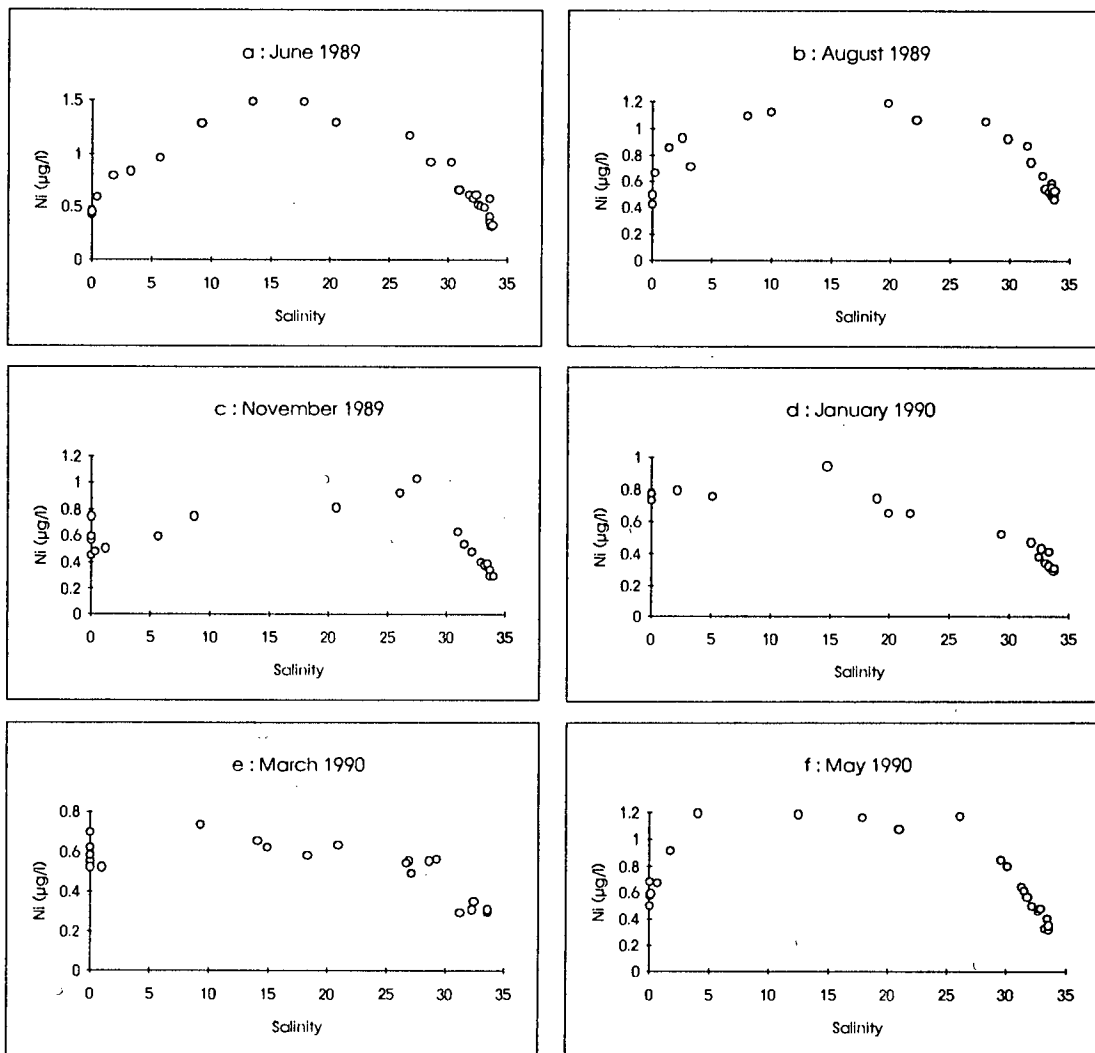 a : June 1989
1.5
1
0.5
0
Ni (µg/l)
0 5 10 15 20 25 30 35
Salinity
b : August 1989
1.2
1
0.8
0.6
0.4
0.2
0
Ni (µg/l)
0 5 10 15 20 25 30 35
Salinity
c : November 1989
1.2
1
0.8
0.6
0.4
0.2
0
Ni (µg/l)
0 5 10 15 20 25 30 35
Salinity
d : January 1990
1
0.8
0.6
0.4
0.2
0
Ni (µg/l)
0 5 10 15 20 25 30 35
Salinity
e : March 1990
0.8
0.6
0.4
0.2
0
Ni (µg/l)
0 5 10 15 20 25 30 35
Salinity
f : May 1990
1.2
1
0.8
0.6
0.4
0.2
0
Ni (µg/l)
0 5 10 15 20 25 30 35
Salinity